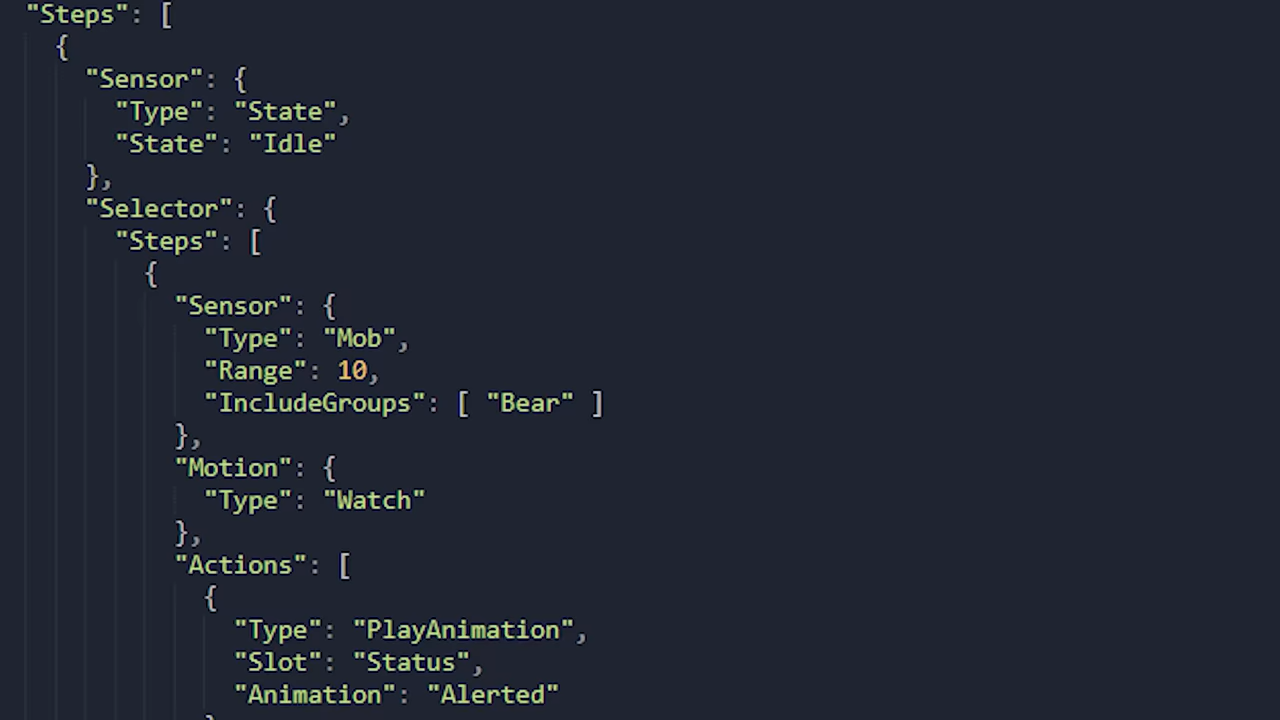 "Steps": [
{
"Sensor": {
"Type": "State",
"State": "Idle"
},
"Selector": {
"Steps": [
{
"Sensor": {
"Type": "Mob",
"Range": 10,
"IncludeGroups": [ "Bear" ]
},
"Motion": {
"Type": "Watch"
},
"Actions": [
{
"Type": "PlayAnimation",
"Slot": "Status",
"Animation": "Alerted"